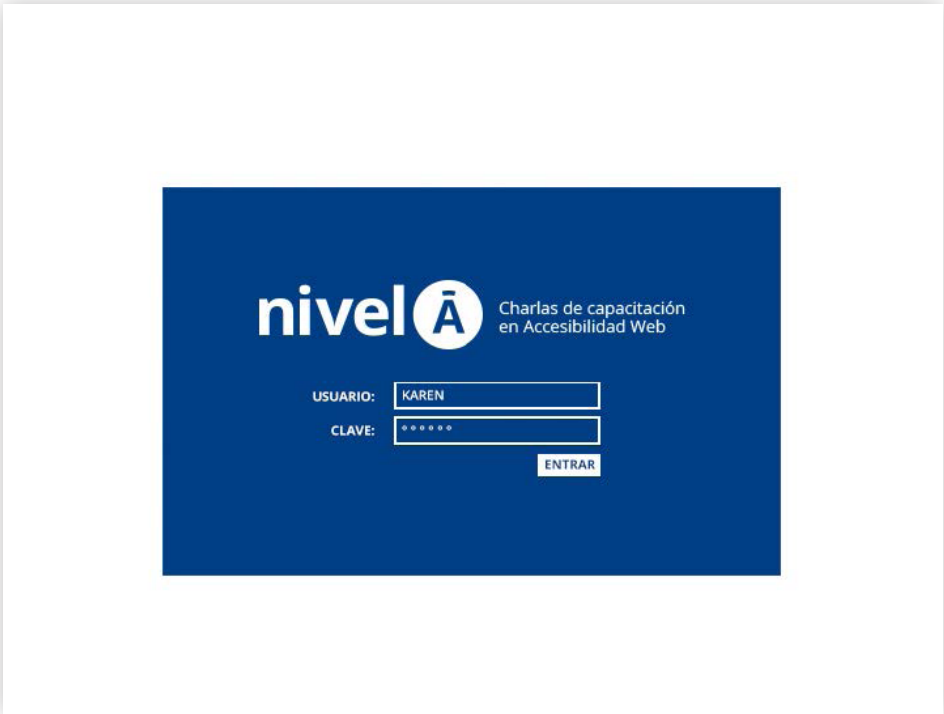 nivel Ā
Charlas de capacitación
en Accesibilidad Web
USUARIO: KAREN
CLAVE: ° ° ° ° ° °
ENTRAR